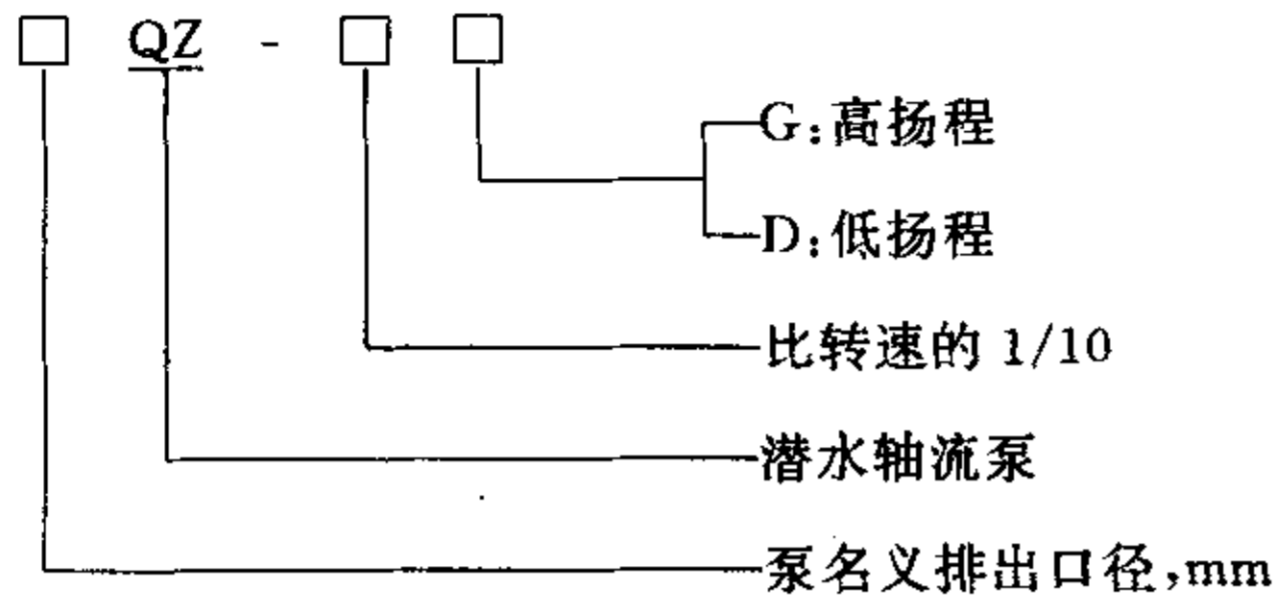 □ QZ - □ □
G:高扬程
D:低扬程
比转速的 1/10
潜水轴流泵
泵名义排出口径,mm